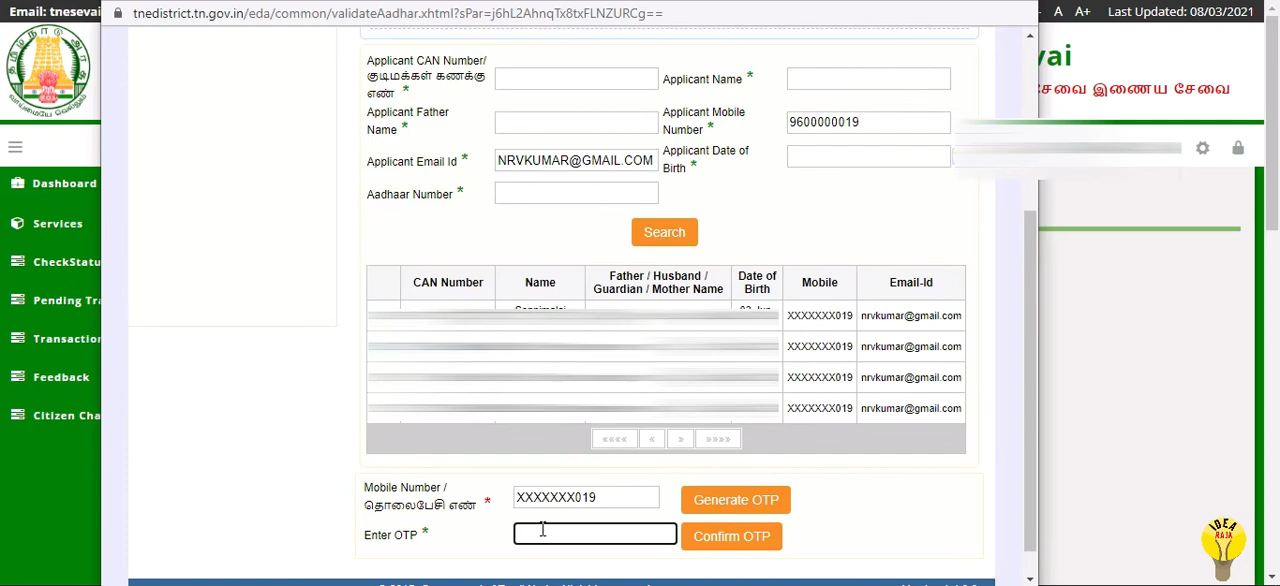 Email: tnesevai
tnedistrict.tn.gov.in/eda/common/validateAadhar.xhtml?sPar=j6hL2AhnqTx8txFLNZURCg==
A A+ Last Updated: 08/03/2021
vai
சேவை இணைய சேவை
Dashboard
Services
CheckStatu
Pending Tra
Transaction
Feedback
Citizen Cha
Applicant CAN Number/
குடிமக்கள் கணக்கு
எண் *
Applicant Name *
Applicant Father
Name *
Applicant Mobile
Number *
9600000019
Applicant Email Id *
NRVKUMAR@GMAIL.COM
Applicant Date of
Birth *
Aadhaar Number *
Search
CAN Number Name Father / Husband /
Guardian / Mother Name Date of
Birth Mobile Email-Id
XXXXXXX019 nrvkumar@gmail.com
XXXXXXX019 nrvkumar@gmail.com
XXXXXXX019 nrvkumar@gmail.com
XXXXXXX019 nrvkumar@gmail.com
«««« « » »»»»
Mobile Number /
தொலைபேசி எண் *
XXXXXXX019
Generate OTP
Enter OTP *
Confirm OTP
IDEA
RAJA